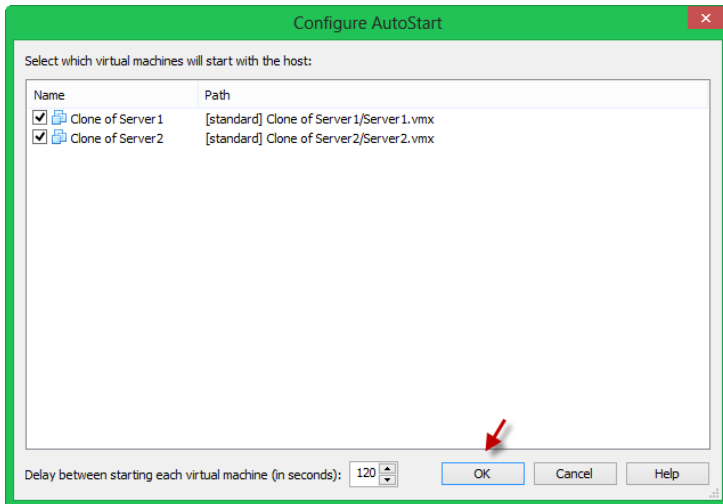 Configure AutoStart
Select which virtual machines will start with the host:
Name Path
Clone of Server1 [standard] Clone of Server1/Server1.vmx
Clone of Server2 [standard] Clone of Server2/Server2.vmx
Delay between starting each virtual machine (in seconds): 120 OK Cancel Help